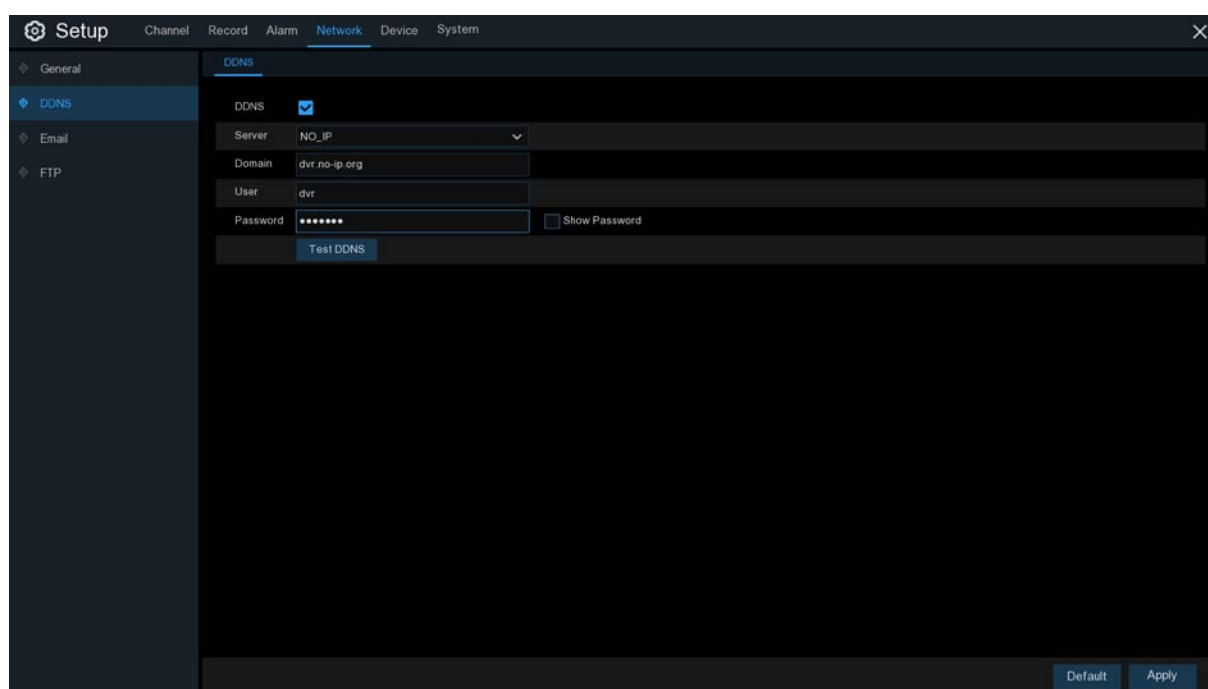 Setup Channel Record Alarm Network Device System
General
DDNS
Email
FTP
DDNS
DDNS
Server NO_IP
Domain dvr.no-ip.org
User dvr
Password ••••••• Show Password
Test DDNS
Default Apply